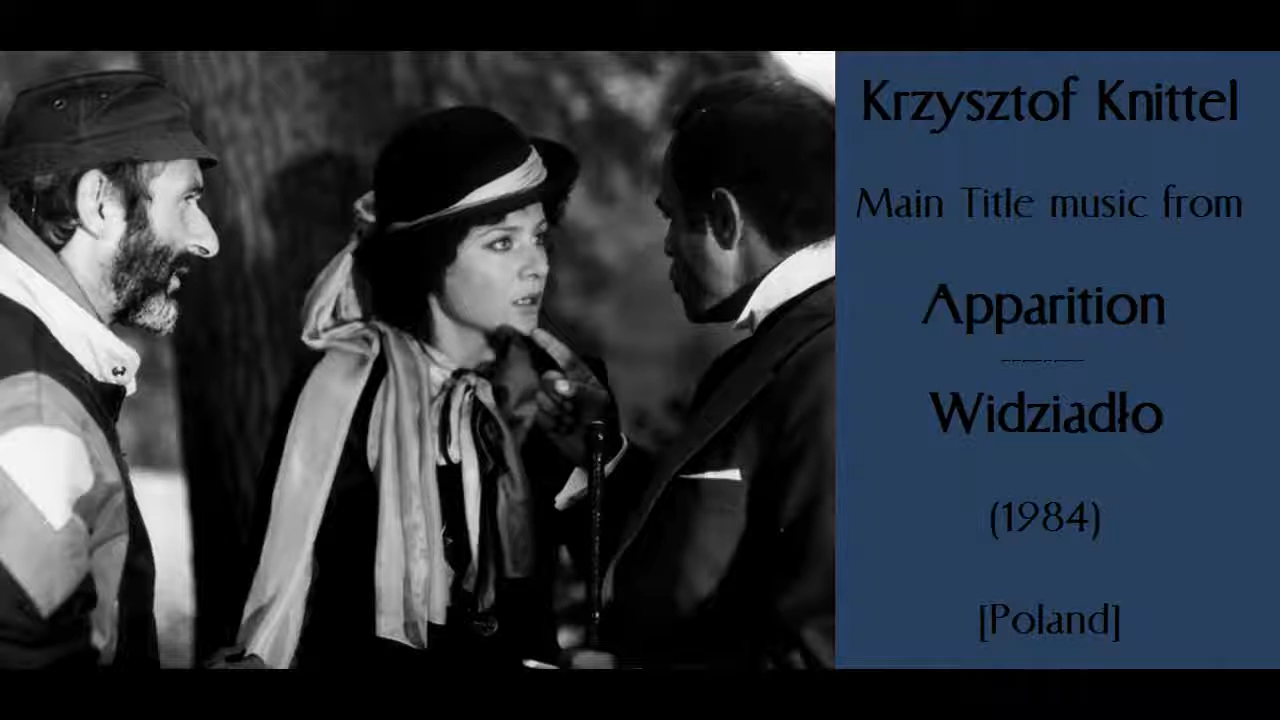 Krzysztof Knittel
Main Title music from
Apparition
--------
Widziadło
(1984)
[Poland]